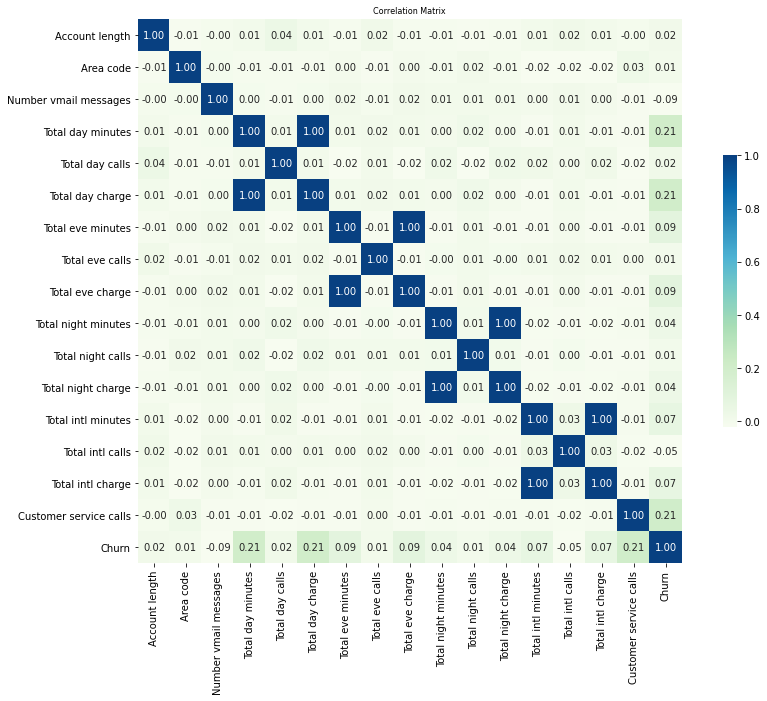 Correlation Matrix
Account length 1.00 -0.01 -0.00 0.01 0.04 0.01 -0.01 0.02 -0.01 -0.01 -0.01 -0.01 0.01 0.02 0.01 -0.00 0.02
Area code -0.01 1.00 -0.00 -0.01 -0.01 -0.01 0.00 -0.01 0.00 -0.01 0.02 -0.01 -0.02 -0.02 -0.02 0.03 0.01
Number vmail messages -0.00 -0.00 1.00 0.00 -0.01 0.00 0.02 -0.01 0.02 0.01 0.01 0.01 0.00 0.01 0.00 -0.01 -0.09
Total day minutes 0.01 -0.01 0.00 1.00 0.01 1.00 0.01 0.02 0.01 0.00 0.02 0.00 -0.01 0.01 -0.01 -0.01 0.21
Total day calls 0.04 -0.01 -0.01 0.01 1.00 0.01 -0.02 0.01 -0.02 0.02 -0.02 0.02 0.02 0.00 0.02 -0.02 0.02
Total day charge 0.01 -0.01 0.00 1.00 0.01 1.00 0.01 0.02 0.01 0.00 0.02 0.00 -0.01 0.01 -0.01 -0.01 0.21
Total eve minutes -0.01 0.00 0.02 0.01 -0.02 0.01 1.00 -0.01 1.00 -0.01 0.01 -0.01 -0.01 0.00 -0.01 -0.01 0.09
Total eve calls 0.02 -0.01 -0.01 0.02 0.01 0.02 -0.01 1.00 -0.01 -0.00 0.01 -0.00 0.01 0.02 0.01 0.00 0.01
Total eve charge -0.01 0.00 0.02 0.01 -0.02 0.01 1.00 -0.01 1.00 -0.01 0.01 -0.01 -0.01 0.00 -0.01 -0.01 0.09
Total night minutes -0.01 -0.01 0.01 0.00 0.02 0.00 -0.01 -0.00 -0.01 1.00 0.01 1.00 -0.02 -0.01 -0.02 -0.01 0.04
Total night calls -0.01 0.02 0.01 0.02 -0.02 0.02 0.01 0.01 0.01 0.01 1.00 0.01 -0.01 0.00 -0.01 -0.01 0.01
Total night charge -0.01 -0.01 0.01 0.00 0.02 0.00 -0.01 -0.00 -0.01 1.00 0.01 1.00 -0.02 -0.01 -0.02 -0.01 0.04
Total intl minutes 0.01 -0.02 0.00 -0.01 0.02 -0.01 -0.01 0.01 -0.01 -0.02 -0.01 -0.02 1.00 0.03 1.00 -0.01 0.07
Total intl calls 0.02 -0.02 0.01 0.01 0.00 0.01 0.00 0.02 0.00 -0.01 0.00 -0.01 0.03 1.00 0.03 -0.02 -0.05
Total intl charge 0.01 -0.02 0.00 -0.01 0.02 -0.01 -0.01 0.01 -0.01 -0.02 -0.01 -0.02 1.00 0.03 1.00 -0.01 0.07
Customer service calls -0.00 0.03 -0.01 -0.01 -0.02 -0.01 -0.01 0.00 -0.01 -0.01 -0.01 -0.01 -0.01 -0.02 -0.01 1.00 0.21
Churn 0.02 0.01 -0.09 0.21 0.02 0.21 0.09 0.01 0.09 0.04 0.01 0.04 0.07 -0.05 0.07 0.21 1.00
Account length
Area code
Number vmail messages
Total day minutes
Total day calls
Total day charge
Total eve minutes
Total eve calls
Total eve charge
Total night minutes
Total night calls
Total night charge
Total intl minutes
Total intl calls
Total intl charge
Customer service calls
Churn
1.0
0.8
0.6
0.4
0.2
0.0